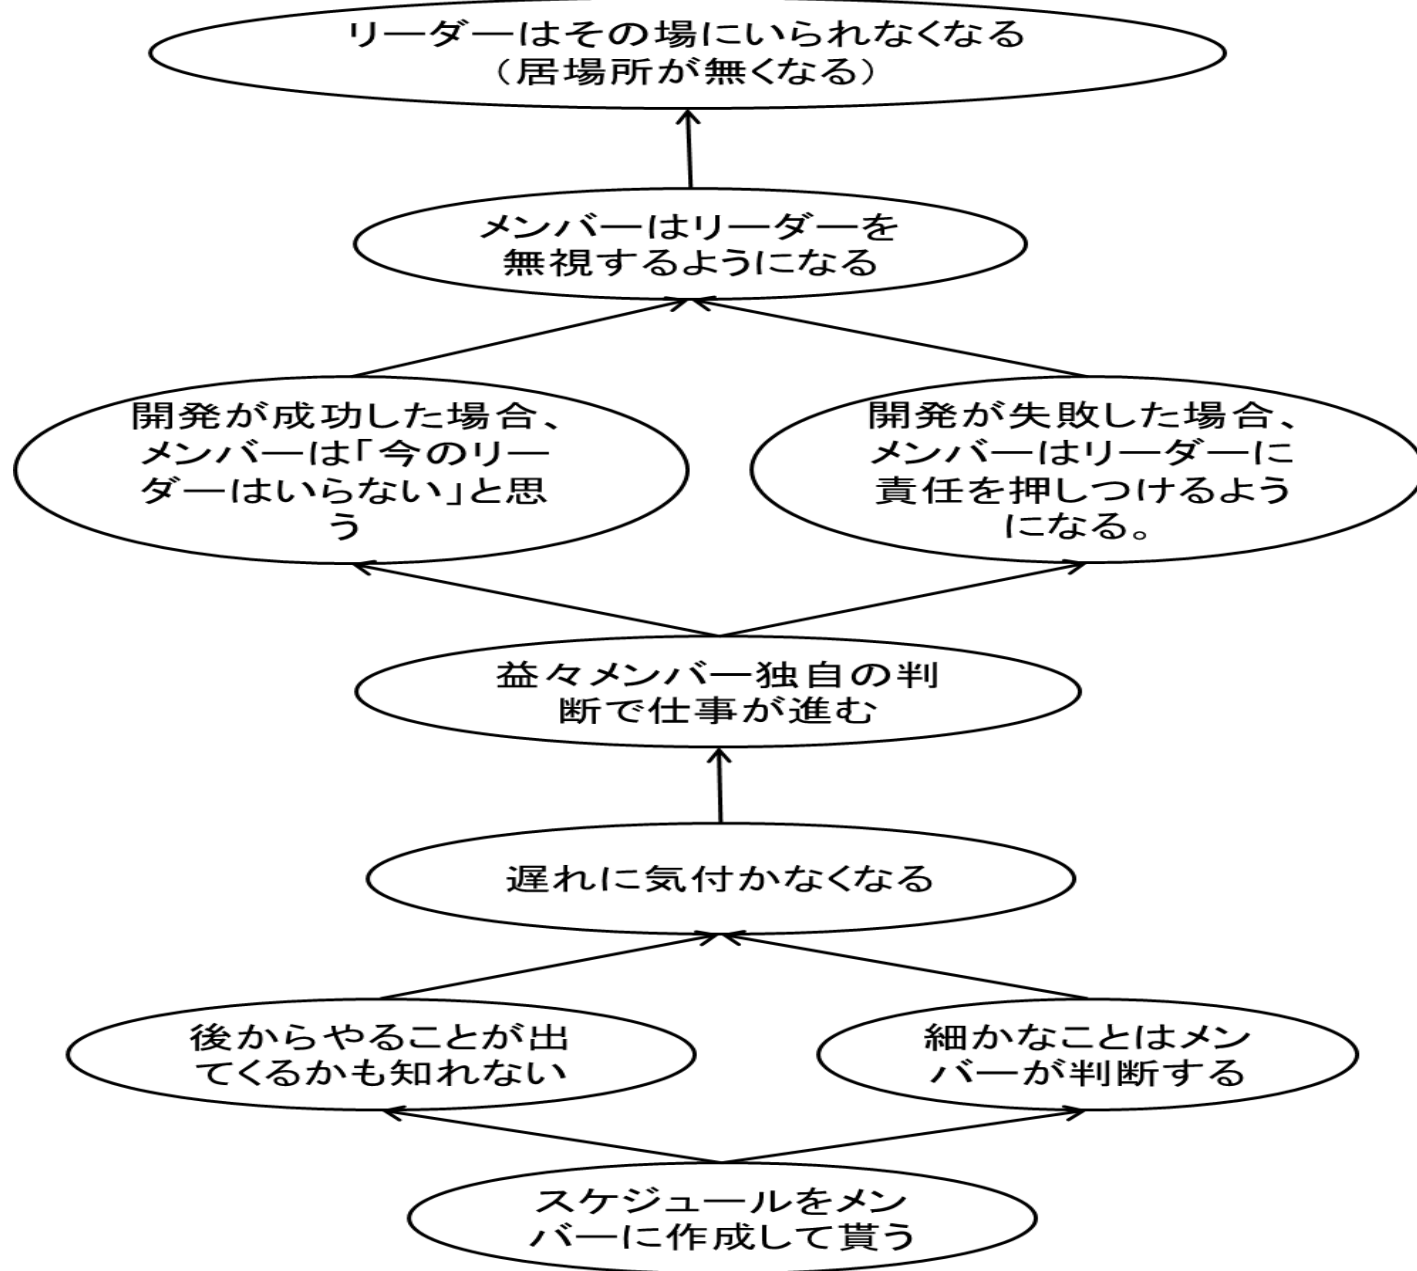 リーダーはその場にいられなくなる
（居場所が無くなる）
メンバーはリーダーを
無視するようになる
開発が成功した場合、
メンバーは「今のリー
ダーはいらない」と思
う
開発が失敗した場合、
メンバーはリーダーに
責任を押しつけるよう
になる。
益々メンバー独自の判
断で仕事が進む
遅れに気付かなくなる
後からやることが出
てくるかも知れない
細かなことはメン
バーが判断する
スケジュールをメン
バーに作成して貰う